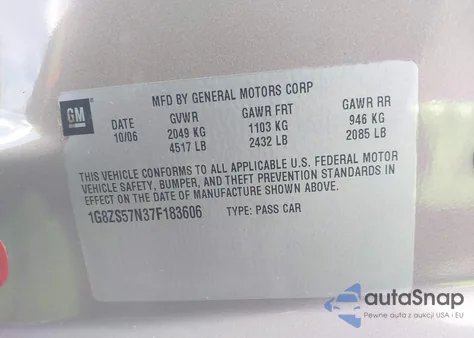 MFD BY GENERAL MOTORS CORP
GM
DATE GVWR GAWR FRT GAWR RR
10/06 2049 KG 1103 KG 946 KG
4517 LB 2432 LB 2085 LB
THIS VEHICLE CONFORMS TO ALL APPLICABLE U.S. FEDERAL MOTOR
VEHICLE SAFETY, BUMPER, AND THEFT PREVENTION STANDARDS IN
EFFECT ON THE DATE OF MANUFACTURE SHOWN ABOVE.
1G8ZS57N37F183606 TYPE: PASS CAR
autaSnap
Pewne auta z aukcji USA i EU